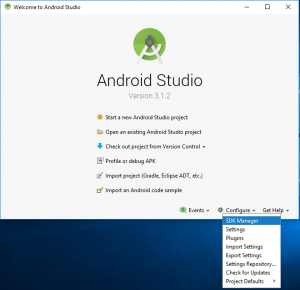 Welcome to Android Studio
Android Studio
Version 3.1.2
Start a new Android Studio project
Open an existing Android Studio project
Check out project from Version Control
Profile or debug APK
Import project (Gradle, Eclipse ADT, etc.)
Import an Android code sample
Events Configure Get Help
SDK Manager
Settings
Plugins
Import Settings
Export Settings
Settings Repository...
Check for Updates
Project Defaults